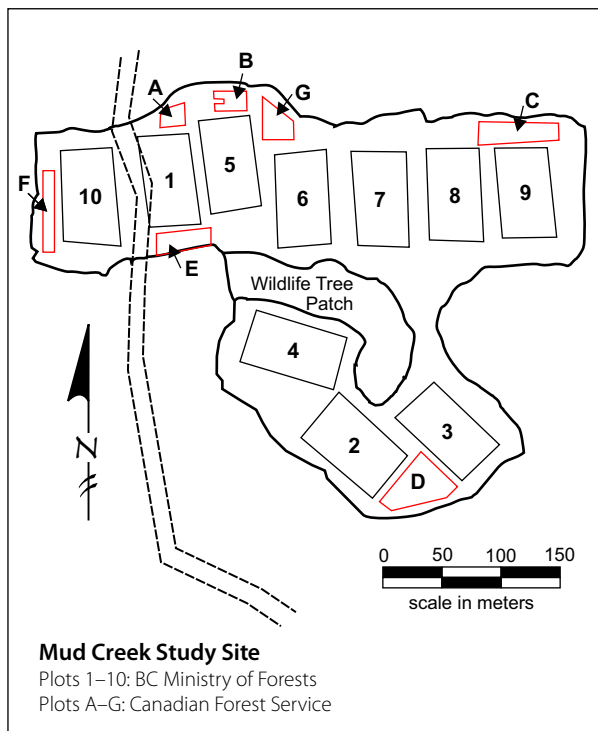 A
B
G
C
F
10
1
5
6
7
8
9
E
Wildlife Tree
Patch
4
2
3
D
N
0 50 100 150
scale in meters
Mud Creek Study Site
Plots 1–10: BC Ministry of Forests
Plots A–G: Canadian Forest Service